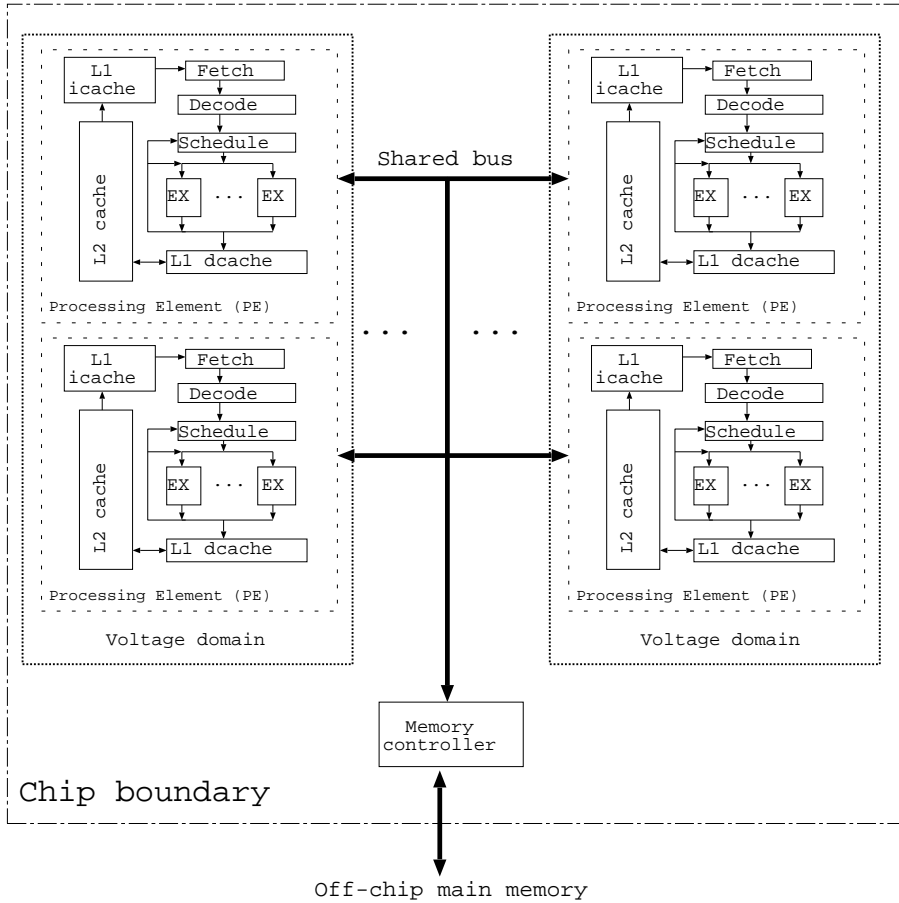 L1
icache
Fetch
Decode
Schedule
EX
...
EX
L2 cache
L1 dcache
Processing Element (PE)
L1
icache
Fetch
Decode
Schedule
EX
...
EX
L2 cache
L1 dcache
Processing Element (PE)
Voltage domain
Shared bus
...
...
L1
icache
Fetch
Decode
Schedule
EX
...
EX
L2 cache
L1 dcache
Processing Element (PE)
L1
icache
Fetch
Decode
Schedule
EX
...
EX
L2 cache
L1 dcache
Processing Element (PE)
Voltage domain
Memory
controller
Chip boundary
Off-chip main memory